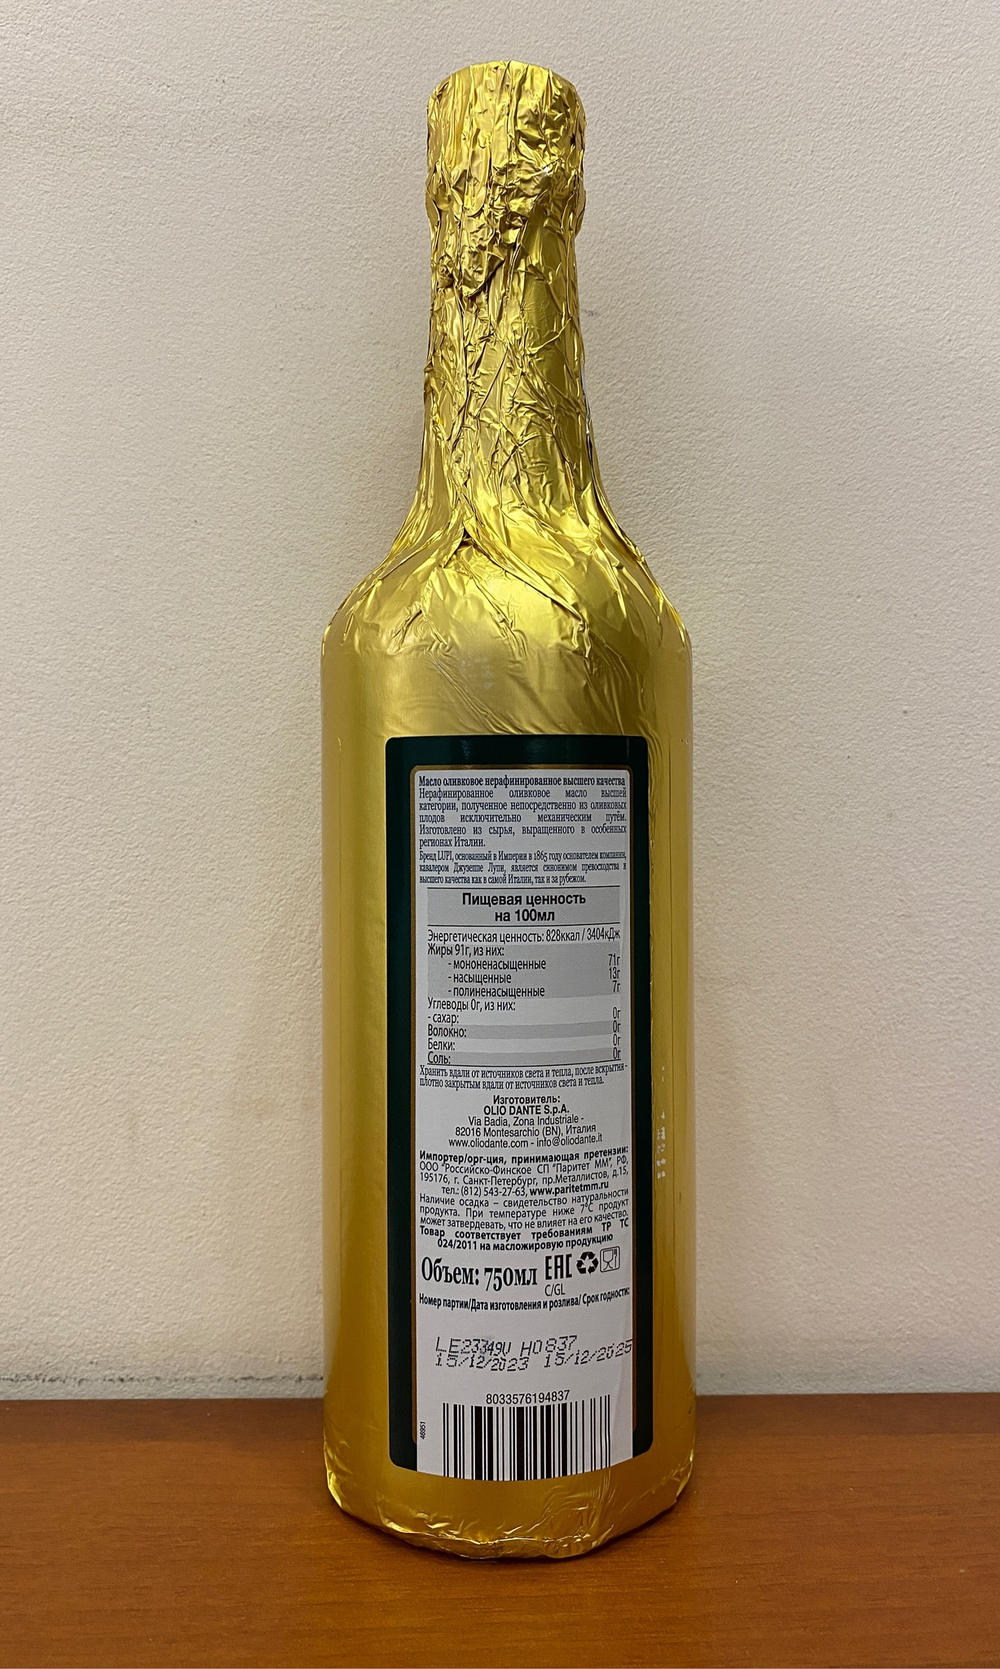 Масло оливковое нерафинированное высшего качества
Нерафинированное оливковое масло высшей
категории, полученное непосредственно из оливковых
плодов исключительно механическим путём.
Изготовлено из сырья, выращенного в особенных
регионах Италии.
Бренд LUPI, основанный в Империи в 1865 году основателем компании,
кавалером Джузеппе Лупи, является синонимом превосходства и
высшего качества как в самой Италии, так и за рубежом.
Пищевая ценность
на 100мл
Энергетическая ценность: 828ккал / 3404кДж
Жиры 91г, из них:
- мононенасыщенные 71г
- насыщенные 13г
- полиненасыщенные 7г
Углеводы 0г, из них:
- сахар: 0г
Волокно: 0г
Белки: 0г
Соль: 0г
Хранить вдали от источников света и тепла, после вскрытия -
плотно закрытым вдали от источников света и тепла.
Изготовитель:
OLIO DANTE S.p.A.
Via Badia, Zona Industriale -
82016 Montesarchio (BN), Италия
www.oliodante.com - info@oliodante.it
Импортер/орг-ция, принимающая претензии:
ООО "Российско-Финское СП "Паритет ММ", РФ,
195176, г. Санкт-Петербург, пр.Металлистов, д.15,
тел.: (812) 543-27-63, www.paritetmm.ru
Наличие осадка – свидетельство натуральности
продукта. При температуре ниже 7°С продукт
может затвердевать, что не влияет на его качество.
Товар соответствует требованиям ТР ТС
024/2011 на масложировую продукцию
Объем: 750мл EAC
C/GL
Номер партии/Дата изготовления и розлива/ Срок годности:
LE23349U H0837
15/12/2023 15/12/2025
8033576194837
46951